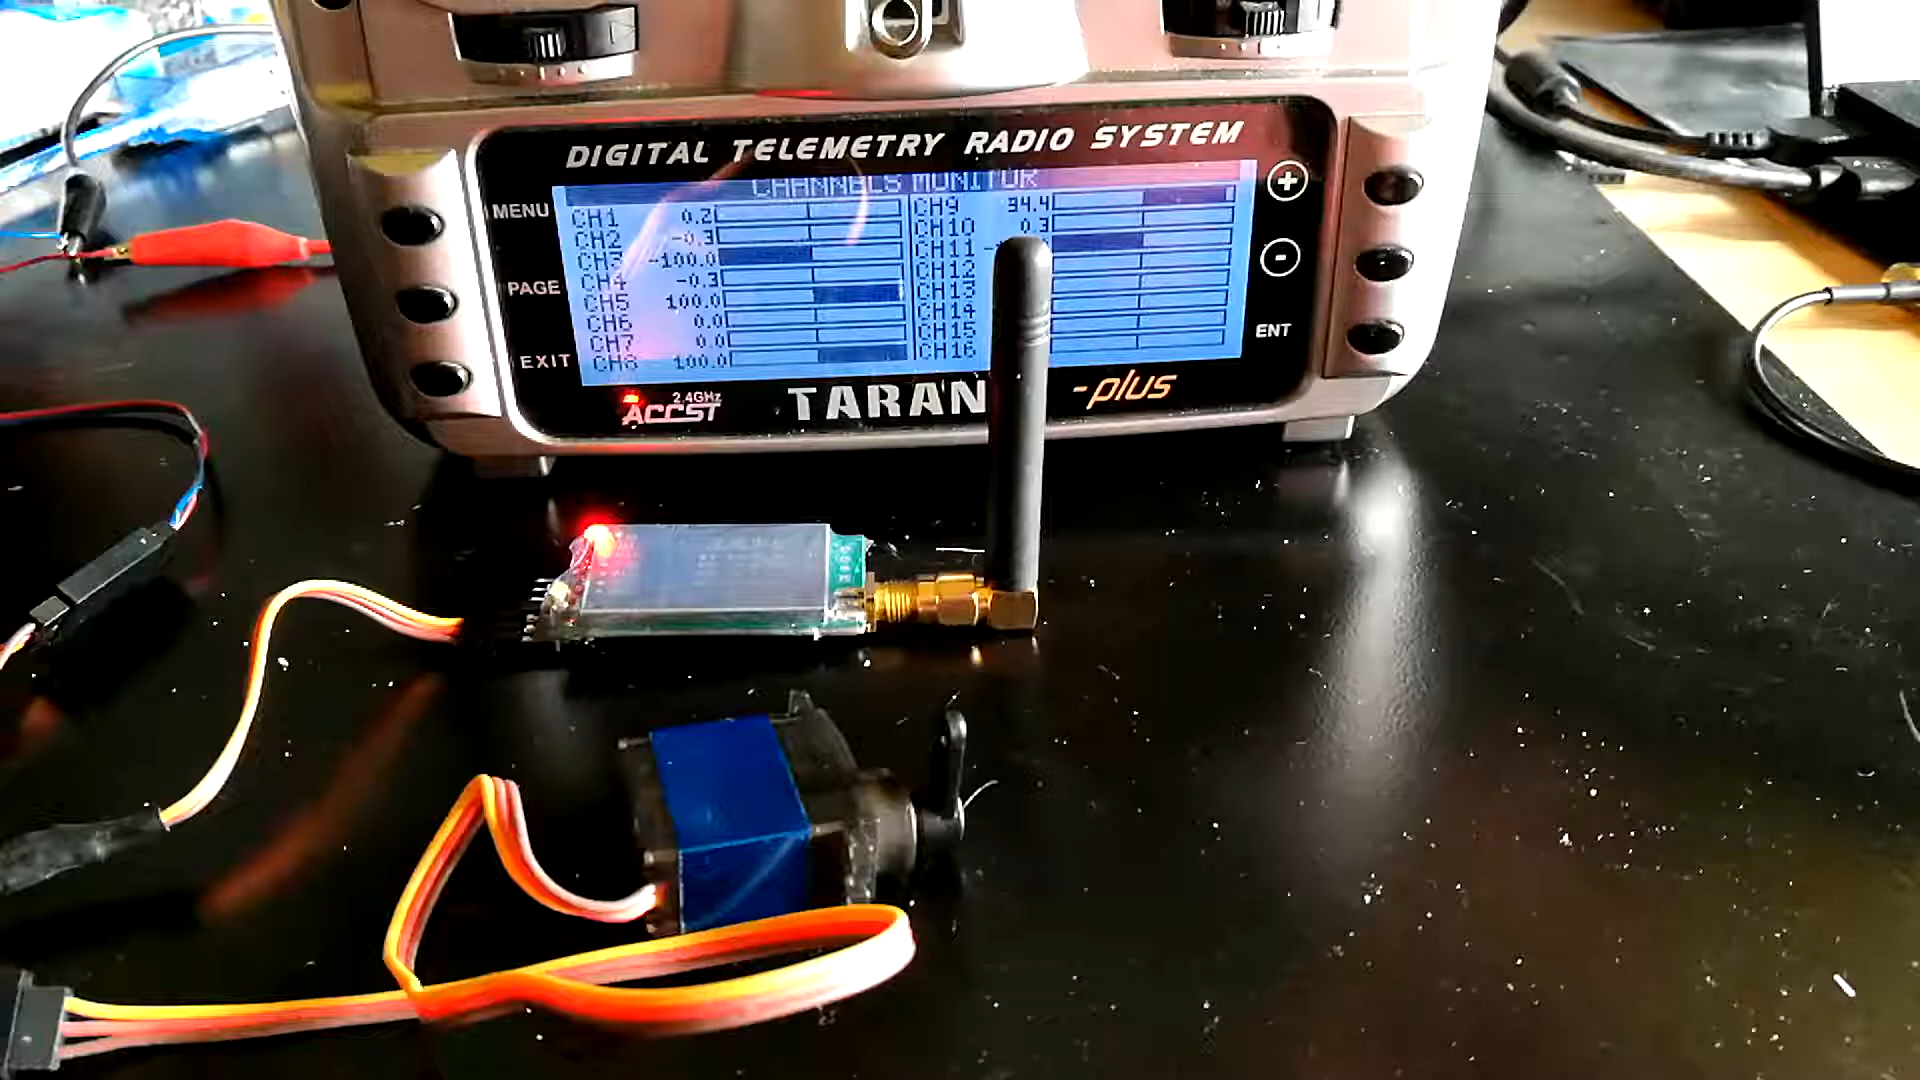 DIGITAL TELEMETRY RADIO SYSTEM
CHANNELS MONITOR
MENU
PAGE
EXIT
CH1 0.2
CH2 -0.3
CH3 -100.0
CH4 -0.3
CH5 100.0
CH6 0.0
CH7 0.0
CH8 100.0
CH9 94.4
CH10 0.3
CH11 -
CH12
CH13
CH14
CH15
CH16
+
-
ENT
2.4GHz
ACCST
TARAN
-plus